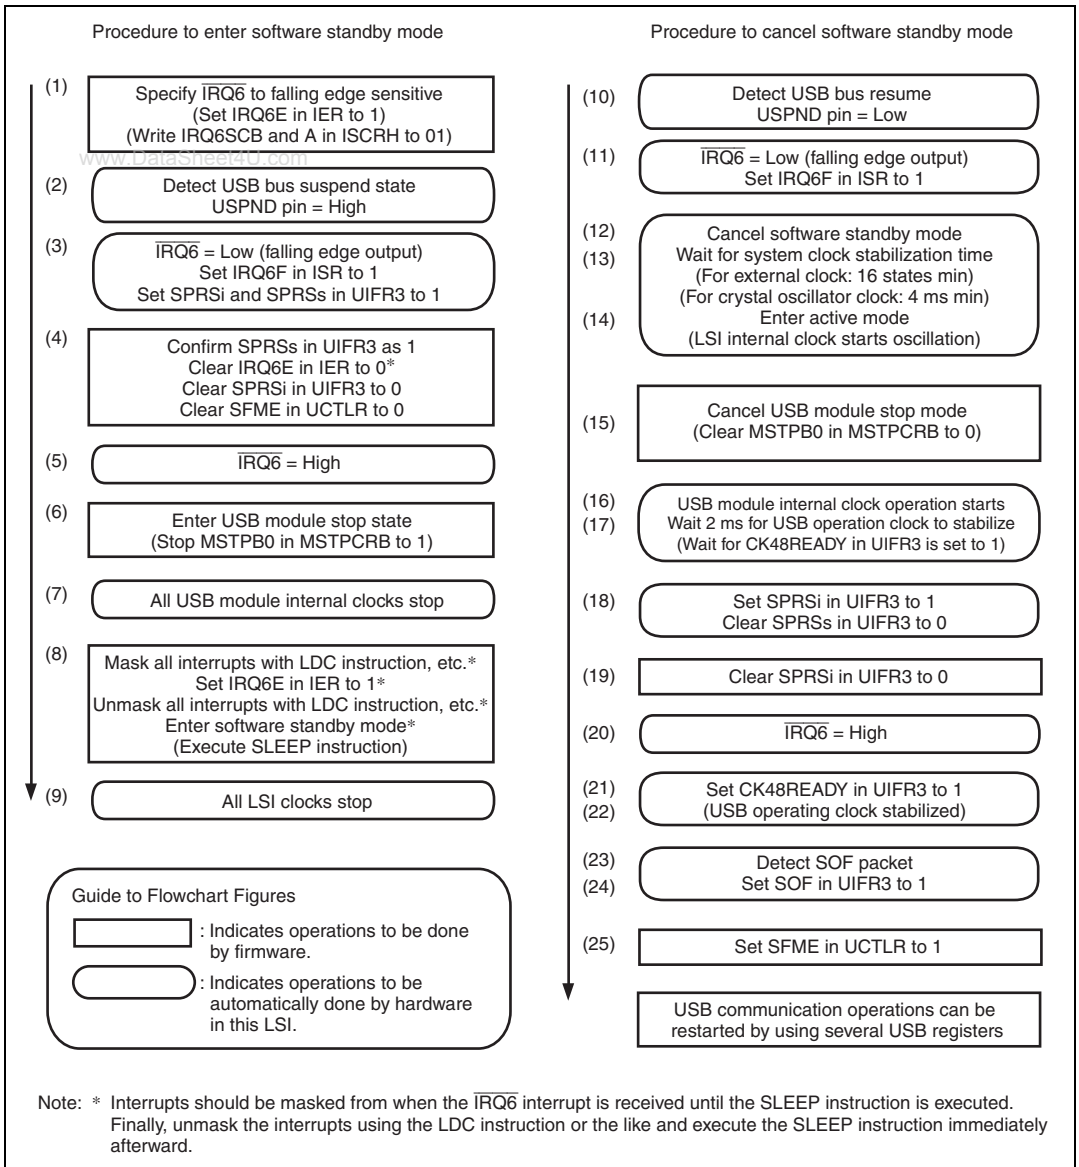 Procedure to enter software standby mode
(1)
Specify IRQ6 to falling edge sensitive
(Set IRQ6E in IER to 1)
(Write IRQ6SCB and A in ISCRH to 01)
www.DataSheet4U.com
(2)
Detect USB bus suspend state
USPND pin = High
(3)
IRQ6 = Low (falling edge output)
Set IRQ6F in ISR to 1
Set SPRSi and SPRSs in UIFR3 to 1
(4)
Confirm SPRSs in UIFR3 as 1
Clear IRQ6E in IER to 0*
Clear SPRSi in UIFR3 to 0
Clear SFME in UCTLR to 0
(5)
IRQ6 = High
(6)
Enter USB module stop state
(Stop MSTPB0 in MSTPCRB to 1)
(7)
All USB module internal clocks stop
(8)
Mask all interrupts with LDC instruction, etc.*
Set IRQ6E in IER to 1*
Unmask all interrupts with LDC instruction, etc.*
Enter software standby mode*
(Execute SLEEP instruction)
(9)
All LSI clocks stop
Guide to Flowchart Figures
: Indicates operations to be done
by firmware.
: Indicates operations to be
automatically done by hardware
in this LSI.
Procedure to cancel software standby mode
(10)
Detect USB bus resume
USPND pin = Low
(11)
IRQ6 = Low (falling edge output)
Set IRQ6F in ISR to 1
(12)
Cancel software standby mode
(13)
Wait for system clock stabilization time
(For external clock: 16 states min)
(For crystal oscillator clock: 4 ms min)
(14)
Enter active mode
(LSI internal clock starts oscillation)
(15)
Cancel USB module stop mode
(Clear MSTPB0 in MSTPCRB to 0)
(16)
USB module internal clock operation starts
(17)
Wait 2 ms for USB operation clock to stabilize
(Wait for CK48READY in UIFR3 is set to 1)
(18)
Set SPRSi in UIFR3 to 1
Clear SPRSs in UIFR3 to 0
(19)
Clear SPRSi in UIFR3 to 0
(20)
IRQ6 = High
(21)
Set CK48READY in UIFR3 to 1
(22)
(USB operating clock stabilized)
(23)
Detect SOF packet
(24)
Set SOF in UIFR3 to 1
(25)
Set SFME in UCTLR to 1
USB communication operations can be
restarted by using several USB registers
Note: * Interrupts should be masked from when the IRQ6 interrupt is received until the SLEEP instruction is executed.
Finally, unmask the interrupts using the LDC instruction or the like and execute the SLEEP instruction immediately
afterward.